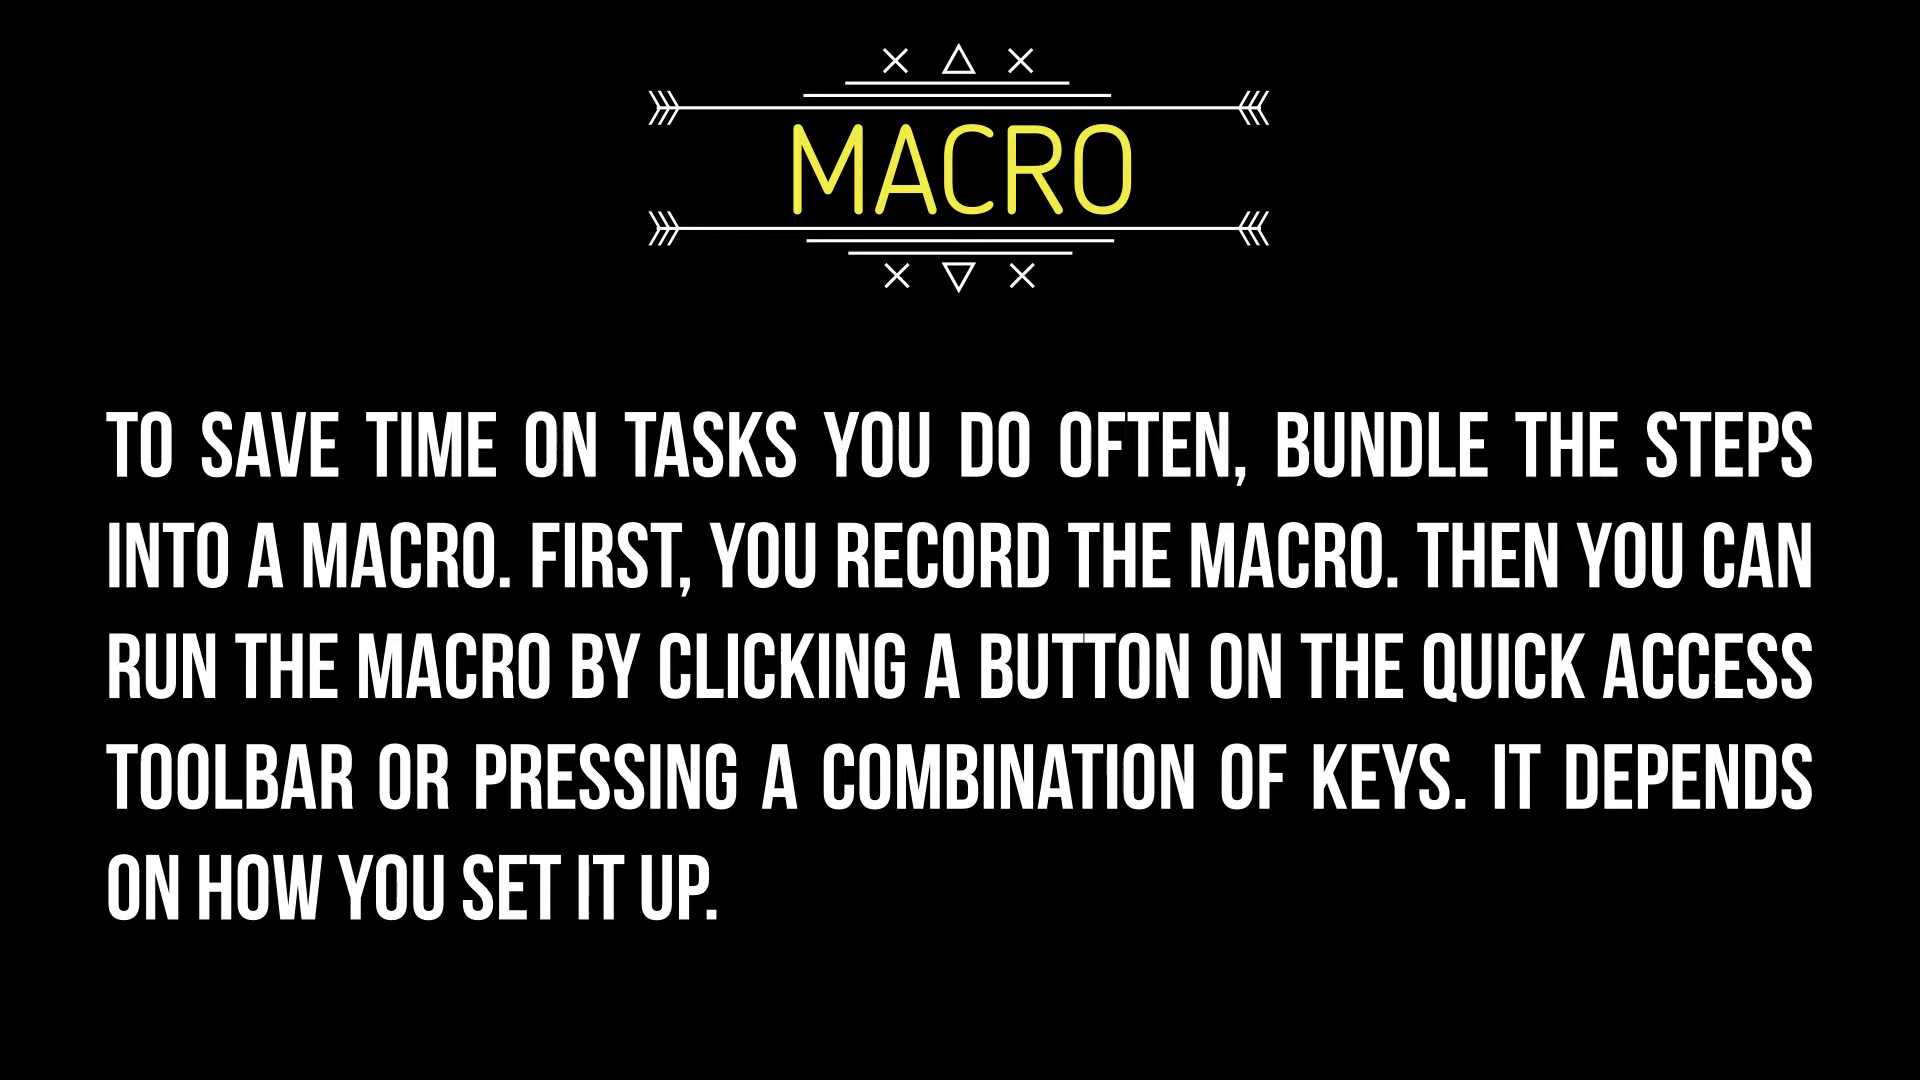 MACRO
TO SAVE TIME ON TASKS YOU DO OFTEN, BUNDLE THE STEPS
INTO A MACRO. FIRST, YOU RECORD THE MACRO. THEN YOU CAN
RUN THE MACRO BY CLICKING A BUTTON ON THE QUICK ACCESS
TOOLBAR OR PRESSING A COMBINATION OF KEYS. IT DEPENDS
ON HOW YOU SET IT UP.